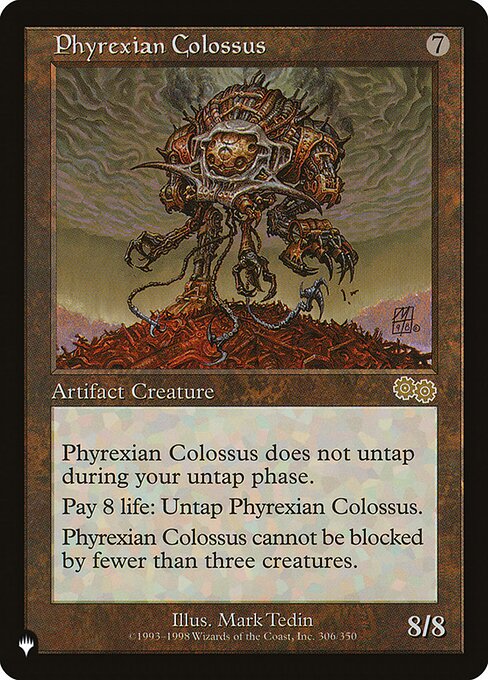 Phyrexian Colossus 7
Artifact Creature
Phyrexian Colossus does not untap
during your untap phase.
Pay 8 life: Untap Phyrexian Colossus.
Phyrexian Colossus cannot be blocked
by fewer than three creatures.
Illus. Mark Tedin
©1993-1998 Wizards of the Coast, Inc. 306/350
8/8